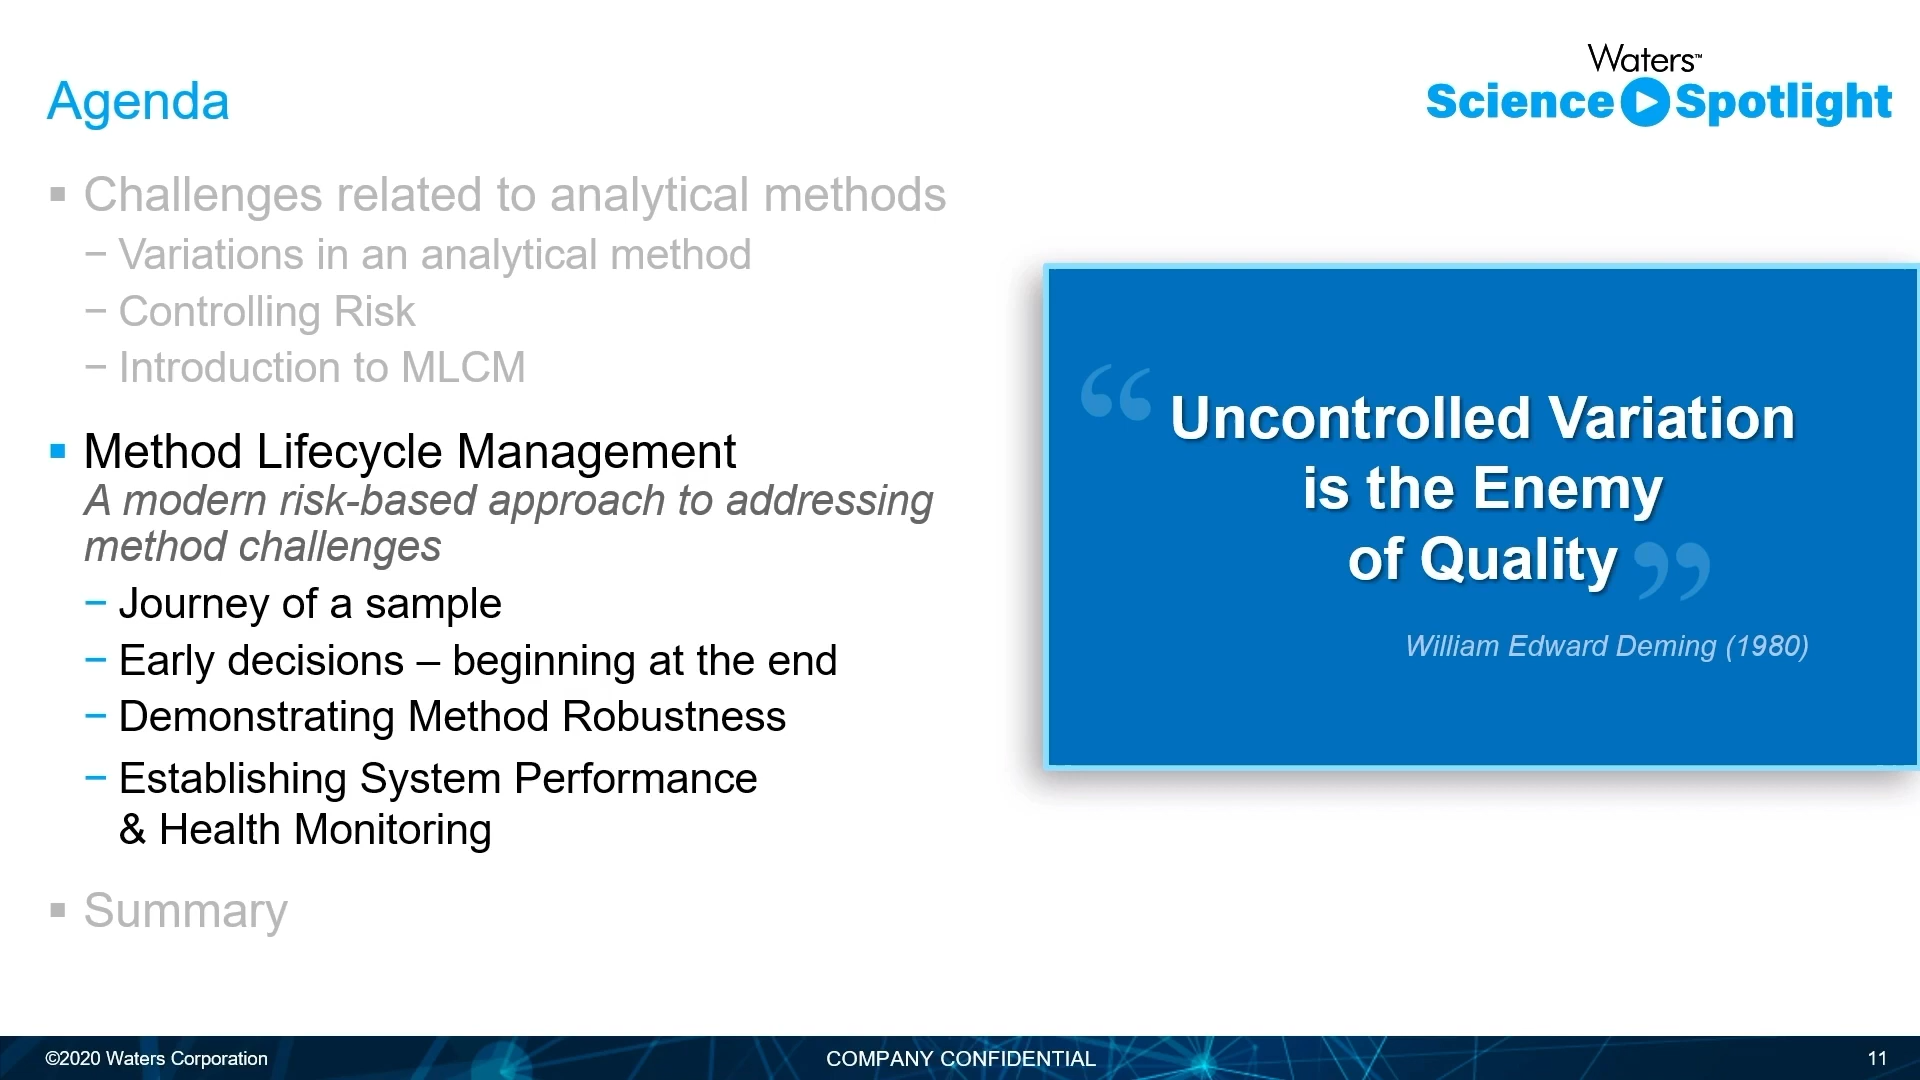 Agenda
Waters™
Science Spotlight
▪ Challenges related to analytical methods
− Variations in an analytical method
− Controlling Risk
− Introduction to MLCM
▪ Method Lifecycle Management
A modern risk-based approach to addressing
method challenges
− Journey of a sample
− Early decisions – beginning at the end
− Demonstrating Method Robustness
− Establishing System Performance
& Health Monitoring
▪ Summary
“ Uncontrolled Variation
is the Enemy
of Quality ”
William Edward Deming (1980)
©2020 Waters Corporation
COMPANY CONFIDENTIAL
11